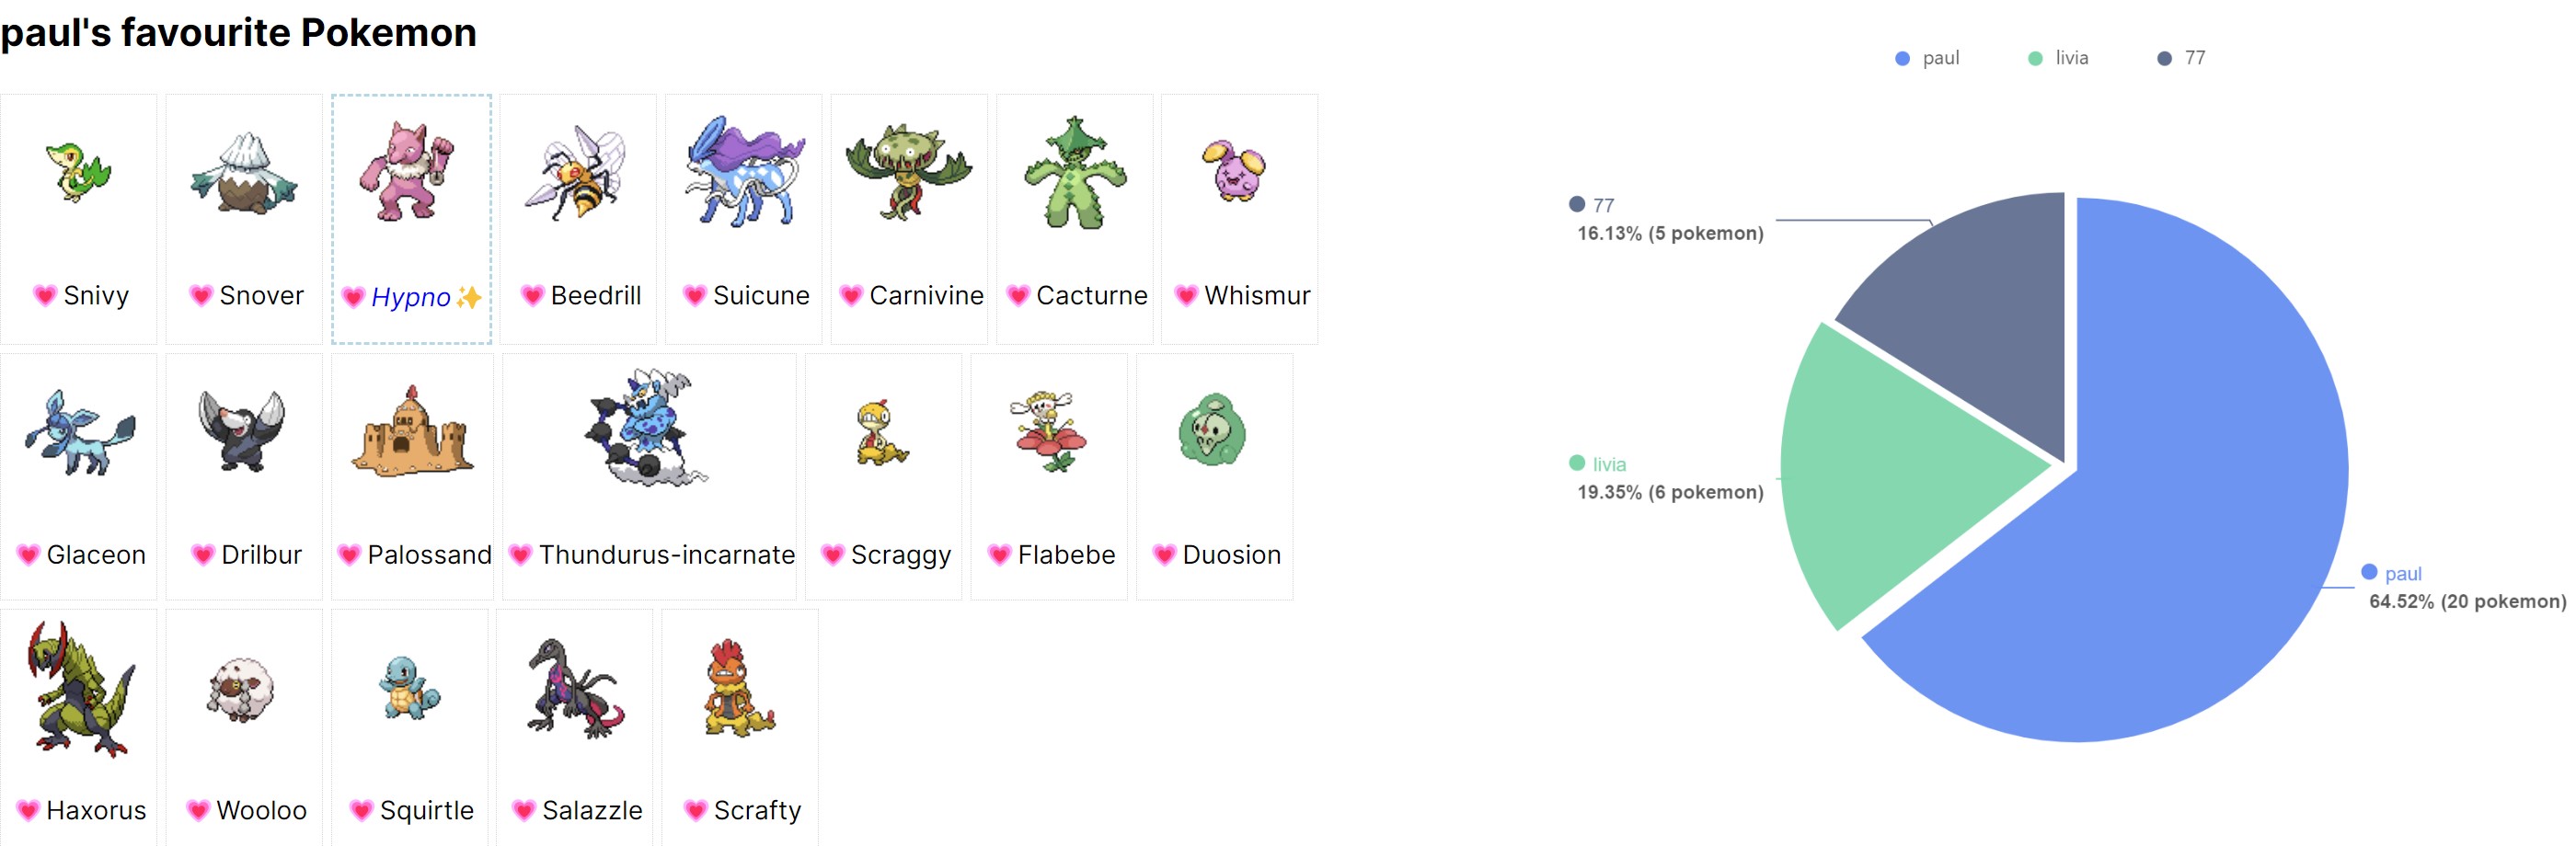 paul's favourite Pokemon
💗 Snivy
💗 Snover
💗 Hypno ✨
💗 Beedrill
💗 Suicune
💗 Carnivine
💗 Cacturne
💗 Whismur
💗 Glaceon
💗 Drilbur
💗 Palossand
💗 Thundurus-incarnate
💗 Scraggy
💗 Flabebe
💗 Duosion
💗 Haxorus
💗 Wooloo
💗 Squirtle
💗 Salazzle
💗 Scrafty
paul livia 77
77
16.13% (5 pokemon)
livia
19.35% (6 pokemon)
paul
64.52% (20 pokemon)